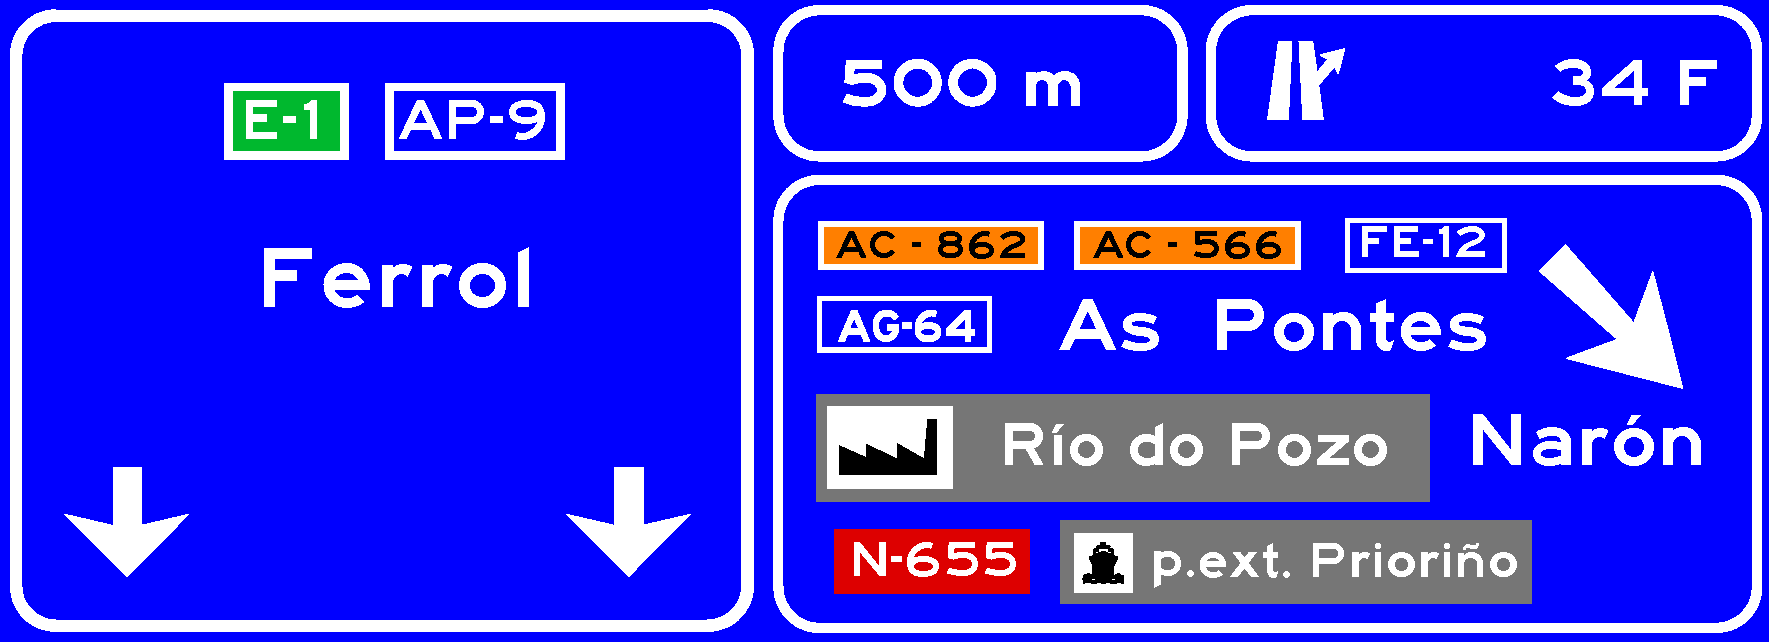 E-1 AP-9
Ferrol
500 m
34 F
AC - 862 AC - 566 FE-12
AG-64 As Pontes
Río do Pozo Narón
N-655 p.ext. Prioriño